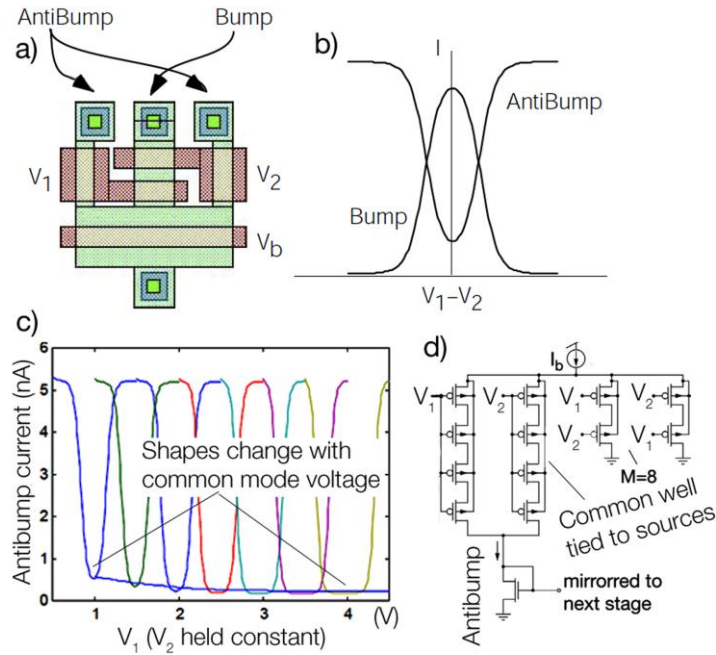 AntiBump
Bump
a)
V1
V2
Vb
b)
I
AntiBump
Bump
V1–V2
c)
Antibump current (nA)
6
5
4
3
2
1
0
Shapes change with
common mode voltage
1
2
3
4
(V)
V1 (V2 held constant)
d)
Ib
V1
V2
V1
V2
V2
V1
M=8
Common well
tied to sources
Antibump
mirrorred to
next stage